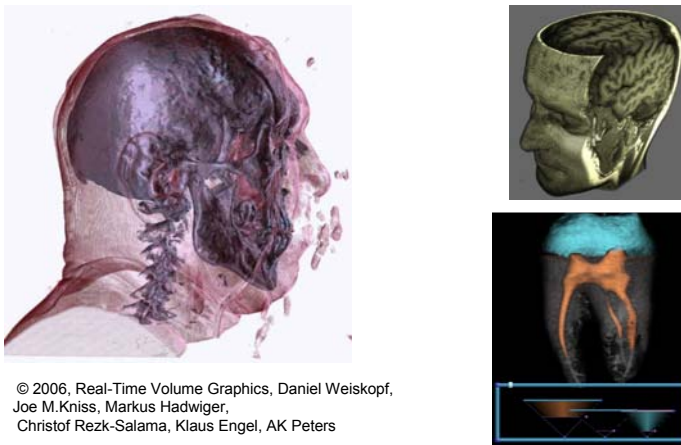 © 2006, Real-Time Volume Graphics, Daniel Weiskopf,
Joe M.Kniss, Markus Hadwiger,
Christof Rezk-Salama, Klaus Engel, AK Peters